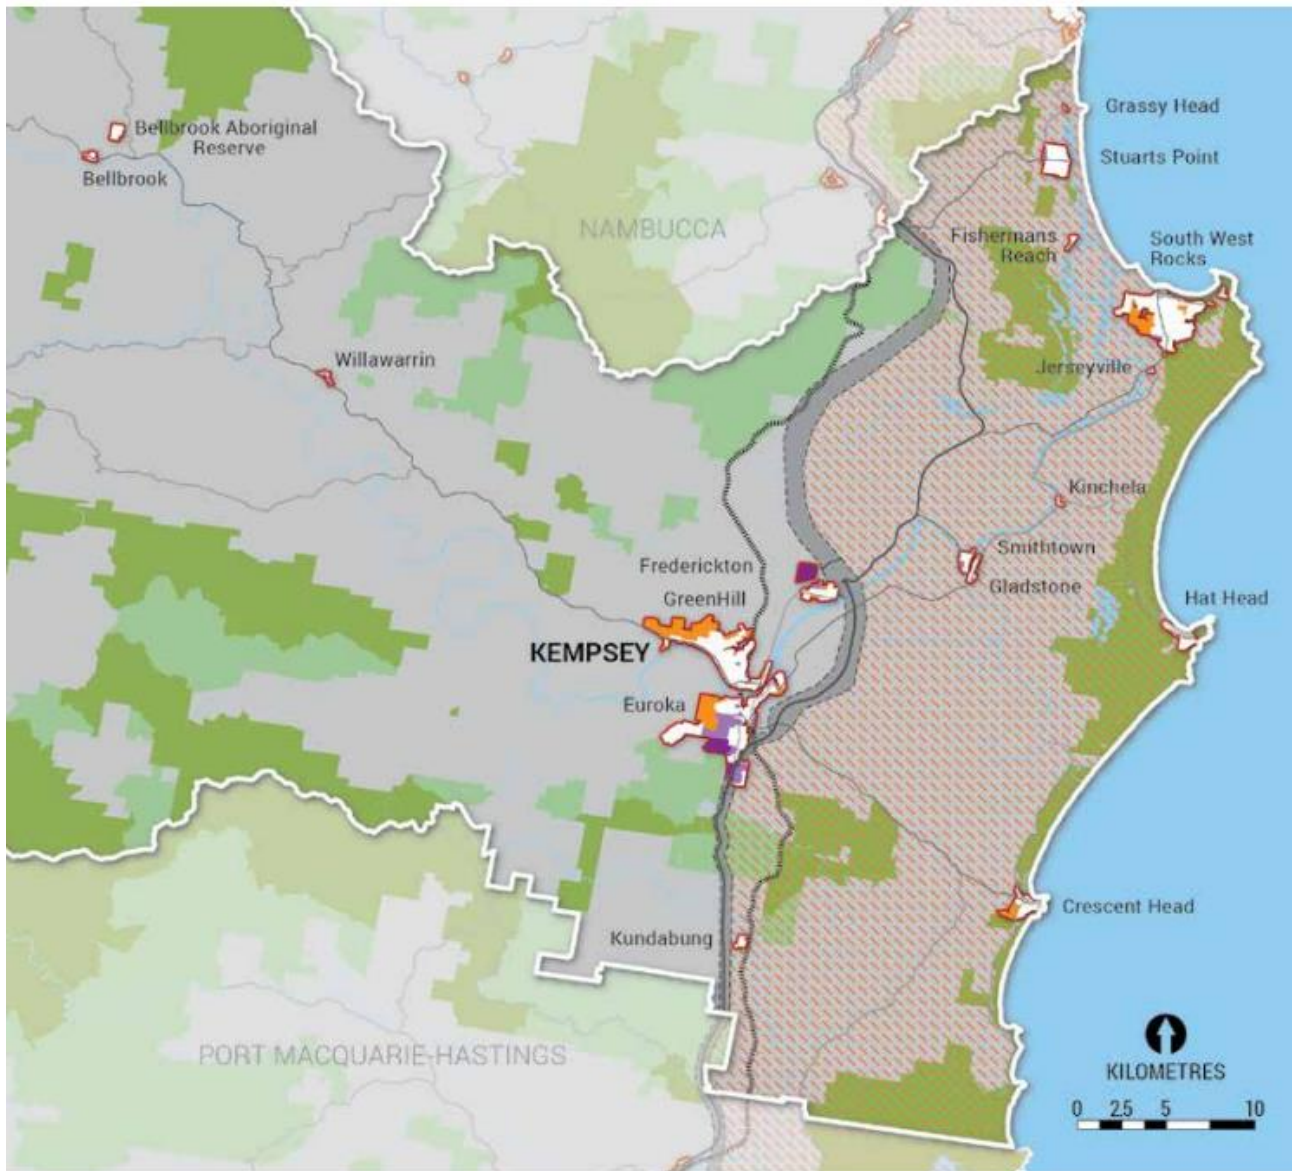 Grassy Head
Bellbrook Aboriginal
Reserve
Stuarts Point
Bellbrook
NAMBUCCA
Fishermans
Reach
South West
Rocks
Willawarrin
Jerseyville
Kinchela
Smithtown
Frederickton
Gladstone
GreenHill
Hat Head
KEMPSEY
Euroka
Crescent Head
Kundabung
PORT MACQUARIE-HASTINGS
KILOMETRES
0 2.5 5 10